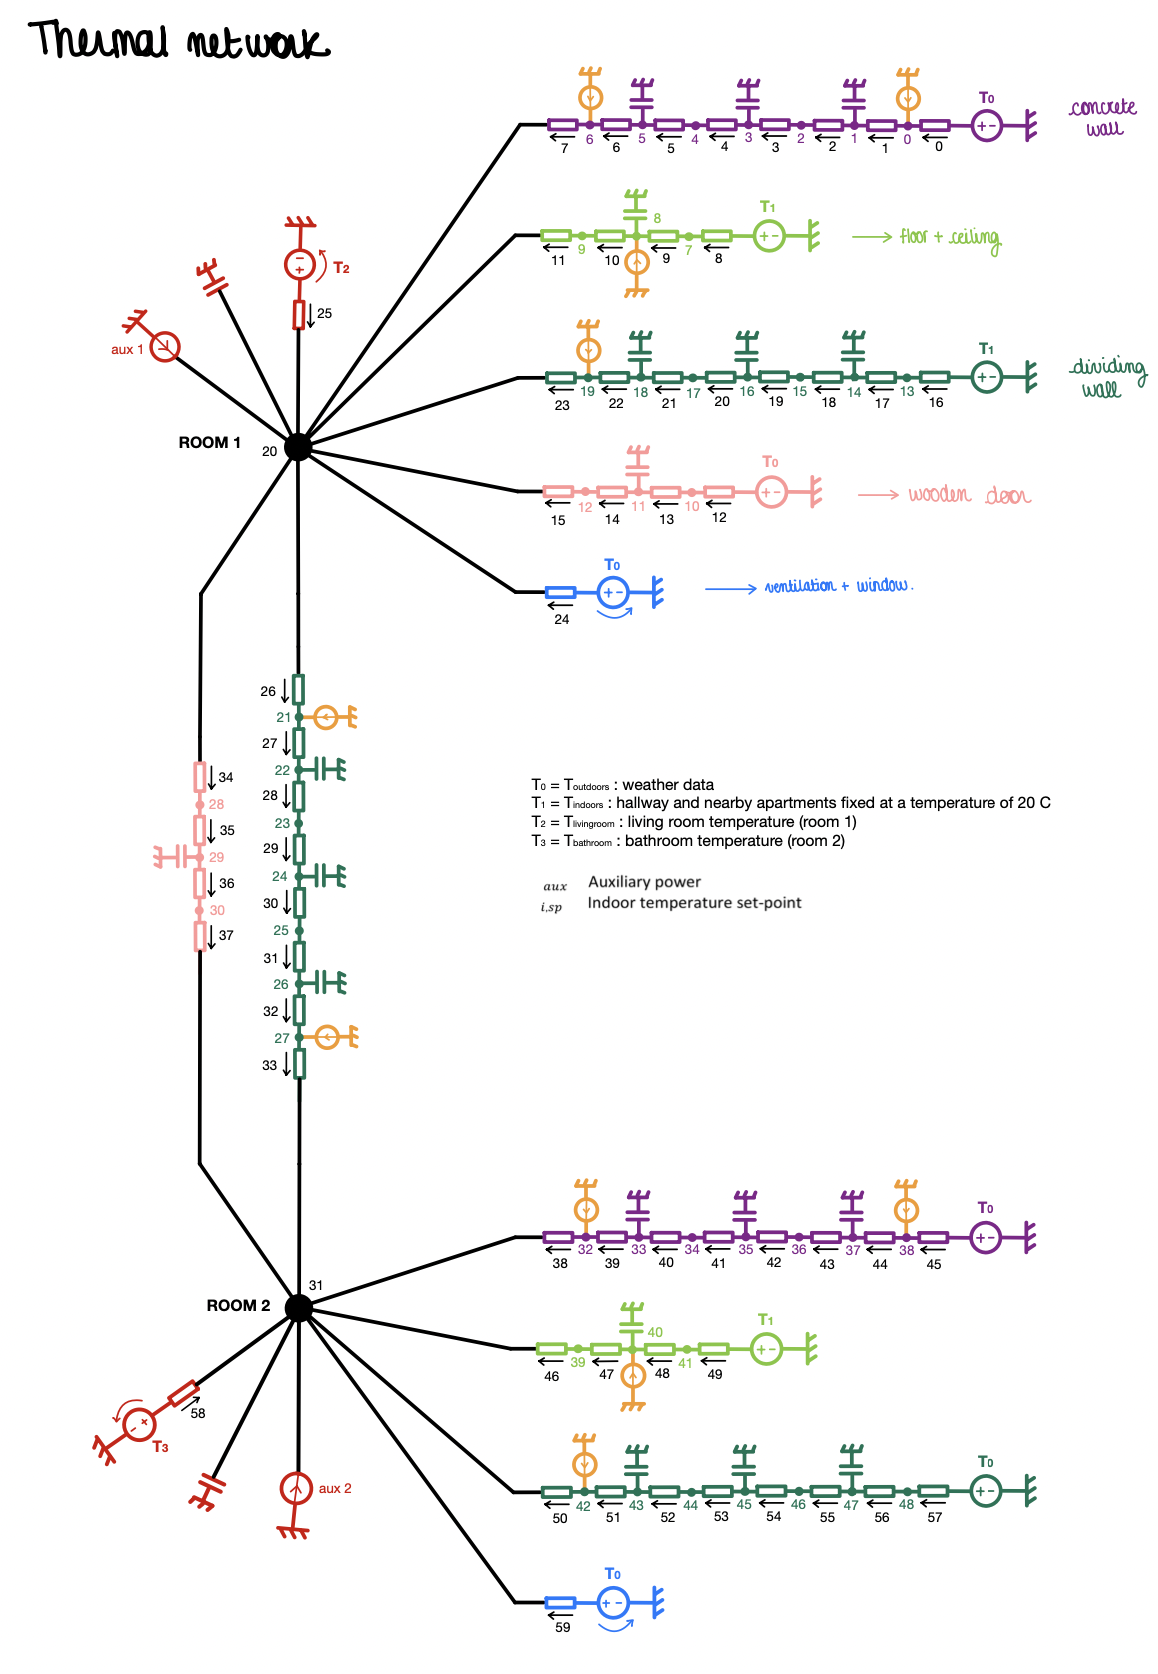 Thermal network
T0
concrete
wall
7 6 6 5 5 4 4 3 3 2 2 1 1 0 0
T1
8
floor + ceiling
11 9 10 9 7 8
T2
25
aux 1
T1
dividing
wall
23 19 22 18 21 17 20 16 19 15 18 14 17 13 16
ROOM 1
20
T0
wooden door
15 12 14 11 13 10 12
T0
ventilation + window.
24
26
21
27
22
28
23
29
24
30
25
31
26
32
27
33
34
28
35
29
36
30
37
T0 = Toutdoors : weather data
T1 = Tindoors : hallway and nearby apartments fixed at a temperature of 20 C
T2 = Tlivingroom : living room temperature (room 1)
T3 = Tbathroom : bathroom temperature (room 2)
aux Auxiliary power
i,sp Indoor temperature set-point
T0
38 32 39 33 40 34 41 35 42 36 43 37 44 38 45
31
ROOM 2
T1
40
46 39 47 48 41 49
58
T3
aux 2
T0
50 42 51 43 52 44 53 45 54 46 55 47 56 48 57
T0
59